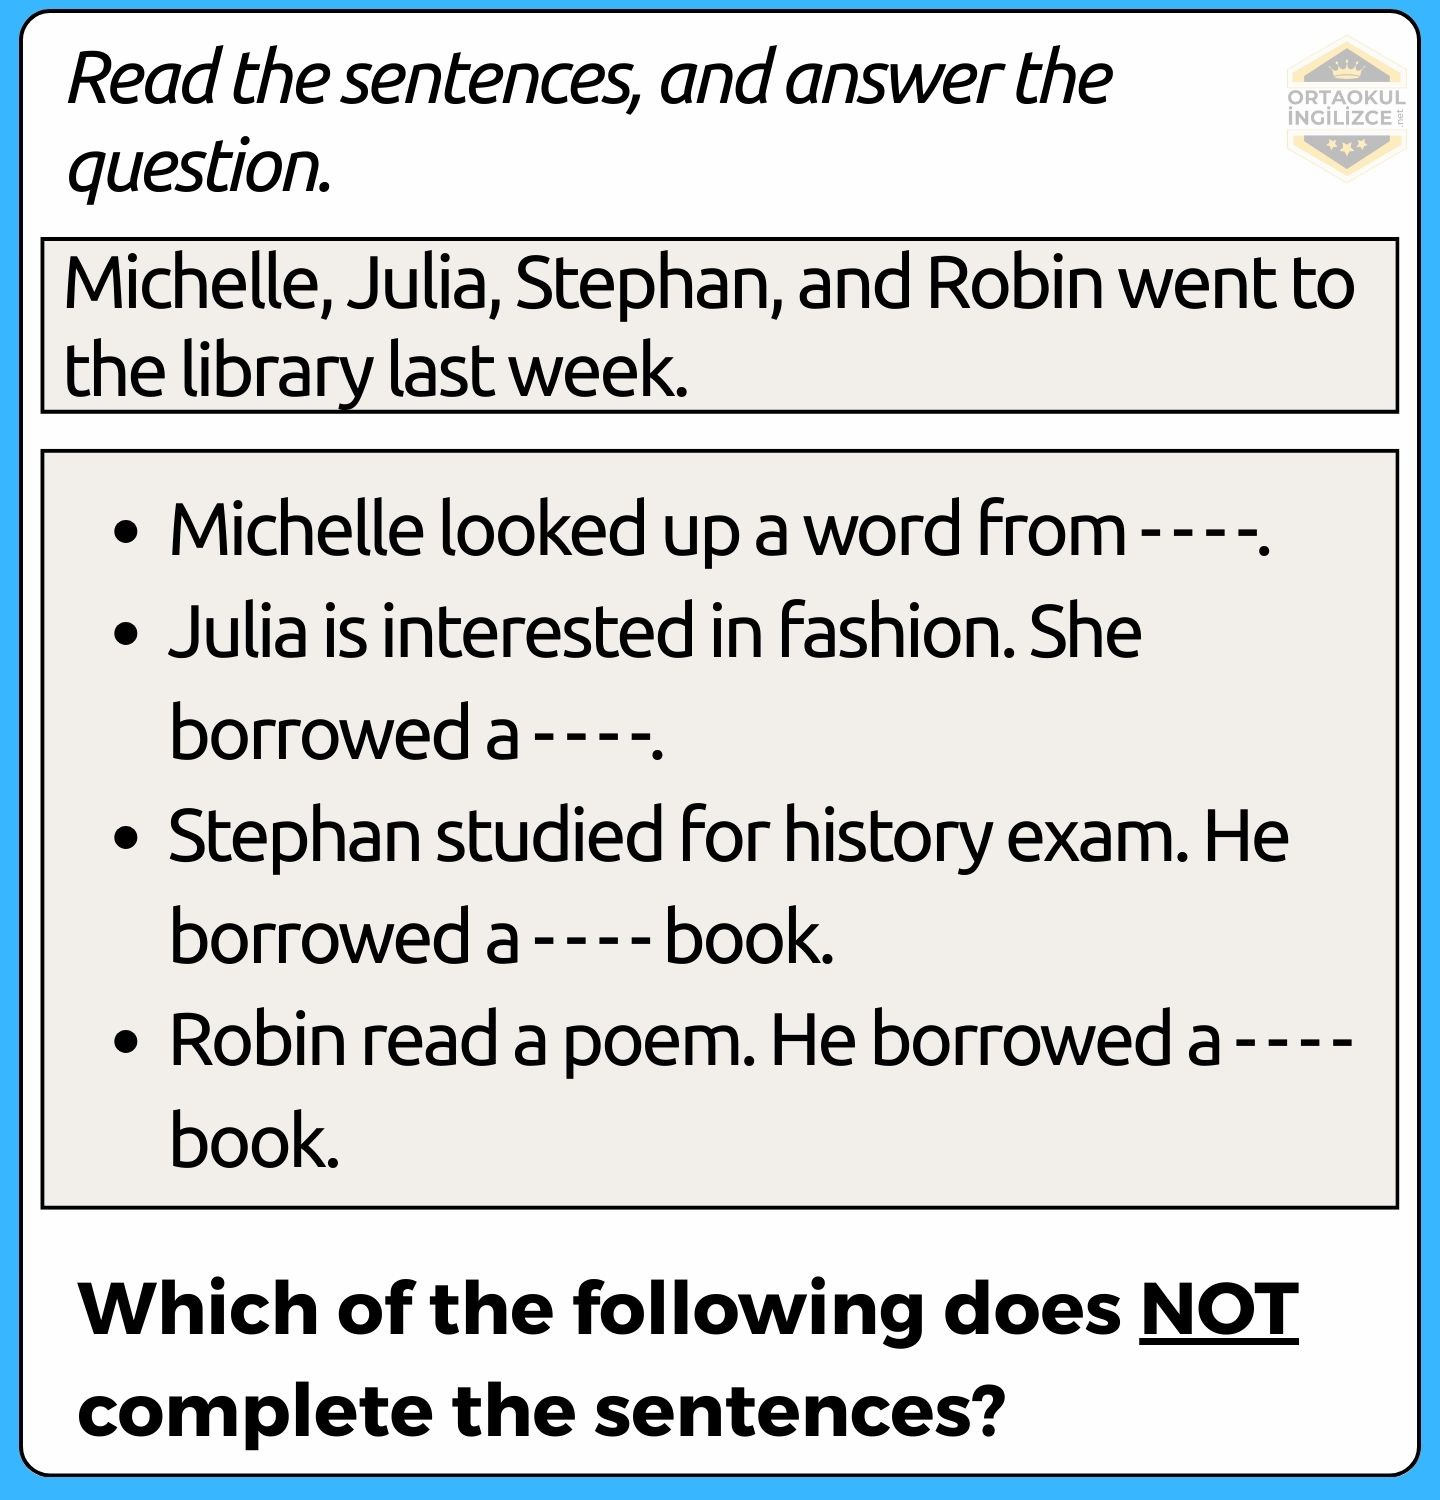 Read the sentences, and answer the
question.
ORTAOKUL
İNGİLİZCE .net
Michelle, Julia, Stephan, and Robin went to
the library last week.
• Michelle looked up a word from ----.
• Julia is interested in fashion. She
borrowed a ----.
• Stephan studied for history exam. He
borrowed a ---- book.
• Robin read a poem. He borrowed a ----
book.
Which of the following does NOT
complete the sentences?